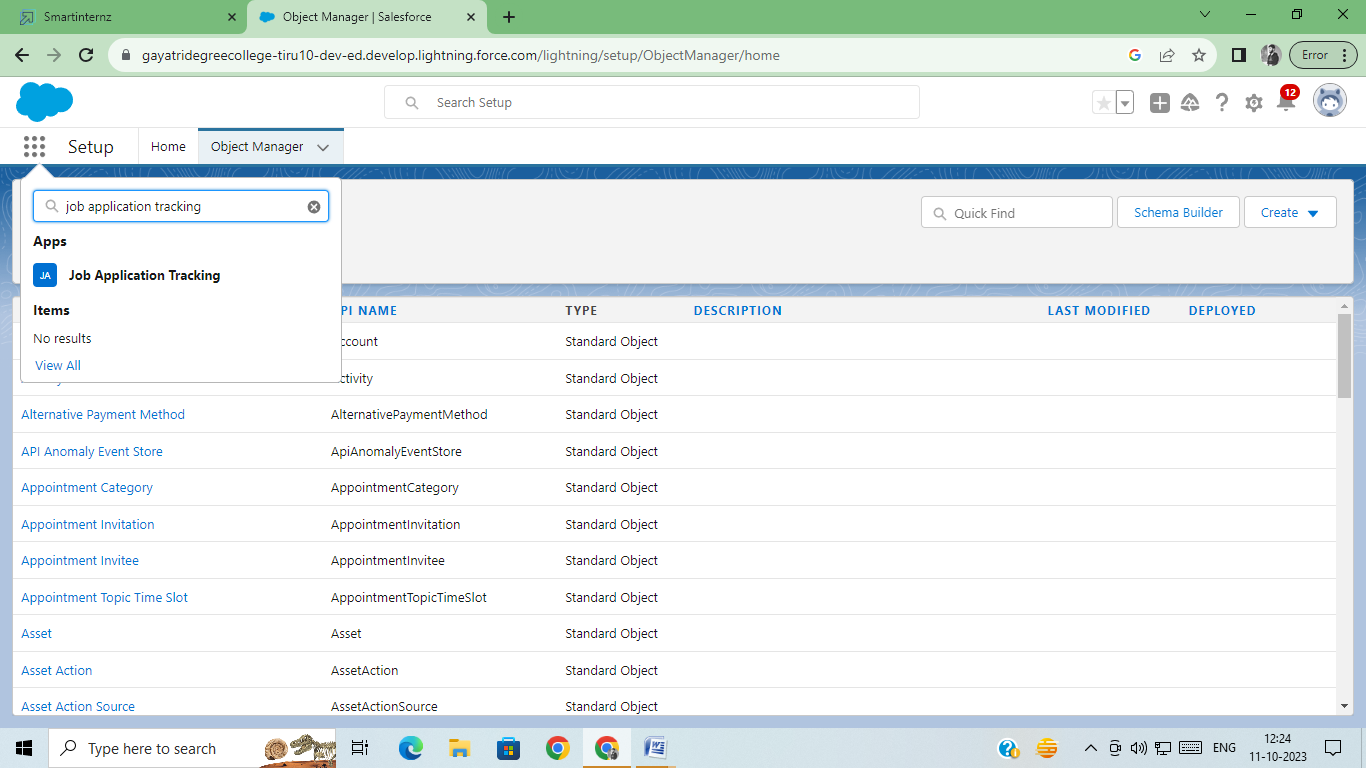 Smartinternz
Object Manager | Salesforce
gayatridegreecollege-tiru10-dev-ed.develop.lightning.force.com/lightning/setup/ObjectManager/home
Error
Search Setup
12
Setup
Home
Object Manager
job application tracking
Apps
JA
Job Application Tracking
Items
No results
View All
Quick Find
Schema Builder
Create
PI NAME TYPE DESCRIPTION LAST MODIFIED DEPLOYED
ccount Standard Object
ctivity Standard Object
Alternative Payment Method AlternativePaymentMethod Standard Object
API Anomaly Event Store ApiAnomalyEventStore Standard Object
Appointment Category AppointmentCategory Standard Object
Appointment Invitation AppointmentInvitation Standard Object
Appointment Invitee AppointmentInvitee Standard Object
Appointment Topic Time Slot AppointmentTopicTimeSlot Standard Object
Asset Asset Standard Object
Asset Action AssetAction Standard Object
Asset Action Source AssetActionSource Standard Object
Type here to search
ENG
12:24
11-10-2023